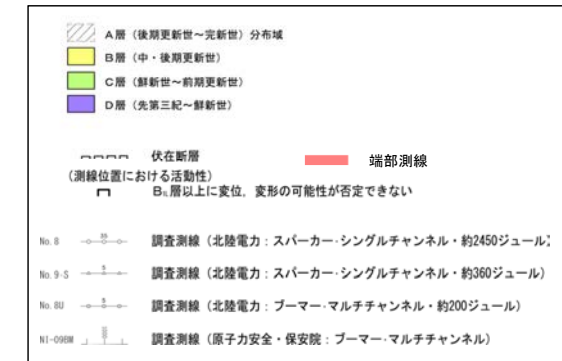 A層（後期更新世～完新世）分布域
B層（中・後期更新世）
C層（鮮新世～前期更新世）
D層（先第三紀～鮮新世）
伏在断層
端部測線
（測線位置における活動性）
B1L層以上に変位，変形の可能性が否定できない
No.8 35 調査測線（北陸電力：スパーカー・シングルチャンネル・約2450ジュール）
No.9-S 5 調査測線（北陸電力：スパーカー・シングルチャンネル・約360ジュール）
No.8U 5 調査測線（北陸電力：ブーマー・マルチチャンネル・約200ジュール）
N1-09BM 調査測線（原子力安全・保安院：ブーマー・マルチチャンネル）